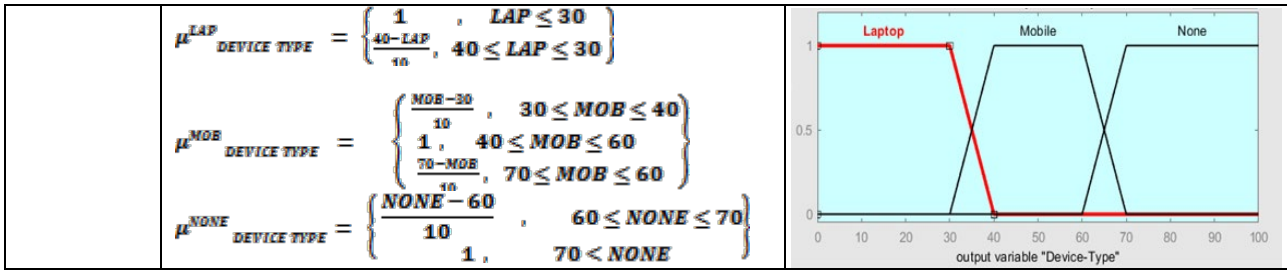 μ^LAP _DEVICE TYPE = { 1 , LAP ≤ 30
40−LAP / 10 , 40 ≤ LAP ≤ 30 }
μ^MOB _DEVICE TYPE = { MOB−30 / 10 , 30 ≤ MOB ≤ 40
1 , 40 ≤ MOB ≤ 60
70−MOB / 10 , 70 ≤ MOB ≤ 60 }
μ^NONE _DEVICE TYPE = { NONE − 60 / 10 , 60 ≤ NONE ≤ 70
1 , 70 < NONE }
Laptop Mobile None
1
0.5
0
0 10 20 30 40 50 60 70 80 90 100
output variable "Device-Type"